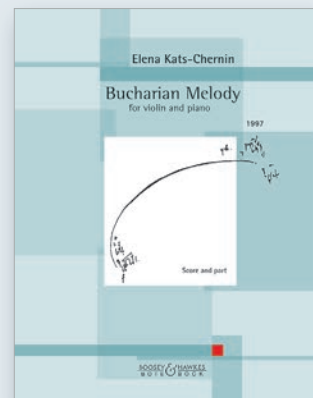 Elena Kats-Chernin
Bucharian Melody
for violin and piano
1997
Score and part
BOOSEY & HAWKES
BOTE & BOCK